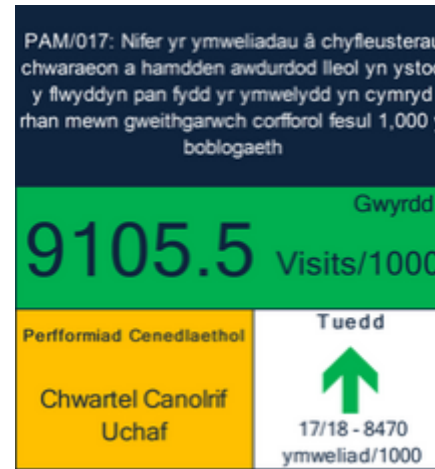 PAM/017: Nifer yr ymweliadau â chyfleusterau
chwaraeon a hamdden awdurdod lleol yn ystod
y flwyddyn pan fydd yr ymwelydd yn cymryd
rhan mewn gweithgarwch corfforol fesul 1,000 y
boblogaeth
Gwyrdd
9105.5 Visits/1000
Perfformiad Cenedlaethol
Chwartel Canolrif
Uchaf
Tuedd
17/18 - 8470
ymweliad/1000